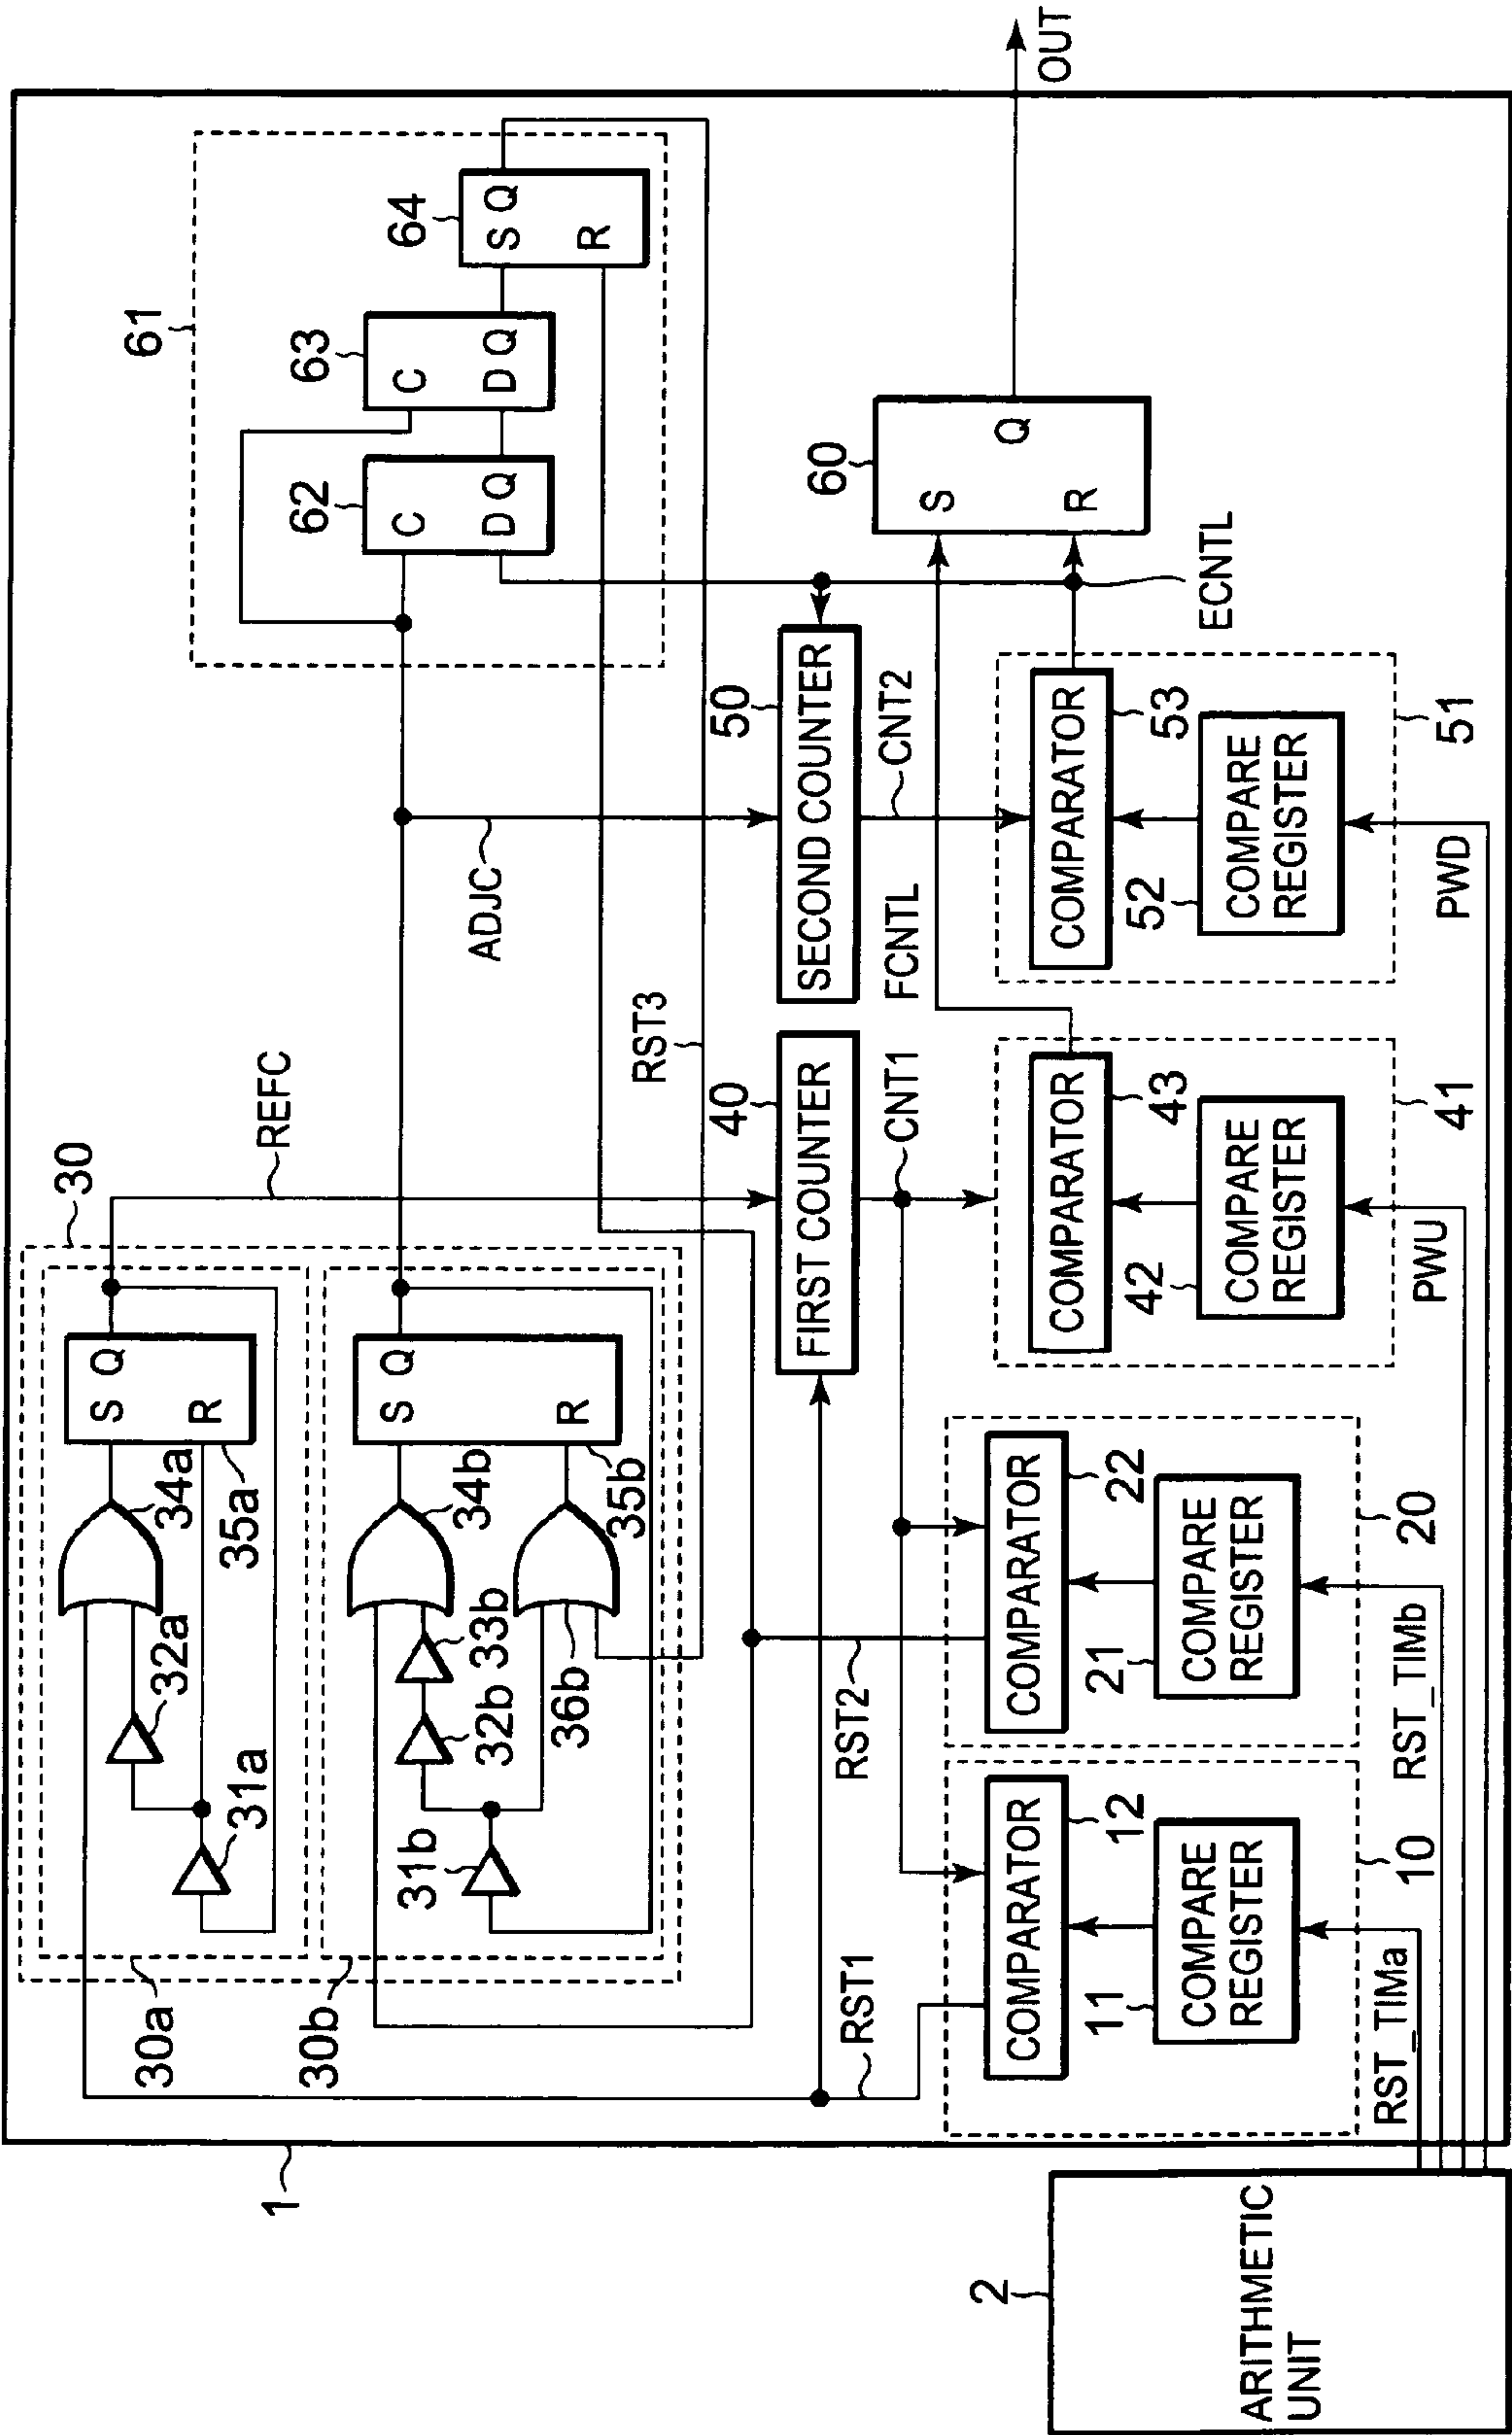 1
30
30a
31a
32a
34a
35a
S
Q
R
REFC
30b
31b
32b
33b
34b
36b
35b
S
Q
R
ADJC
61
62
C
D
Q
63
C
D
Q
64
S
Q
R
RST3
RST1
RST2
40
FIRST COUNTER
CNT1
50
SECOND COUNTER
CNT2
FCNTL
60
S
Q
R
OUT
ECNTL
COMPARATOR
12
11
COMPARE
REGISTER
10
COMPARATOR
22
21
COMPARE
REGISTER
20
COMPARATOR
43
42
COMPARE
REGISTER
41
COMPARATOR
53
52
COMPARE
REGISTER
51
RST_TIMa
RST_TIMb
PWU
PWD
2
ARITHMETIC
UNIT